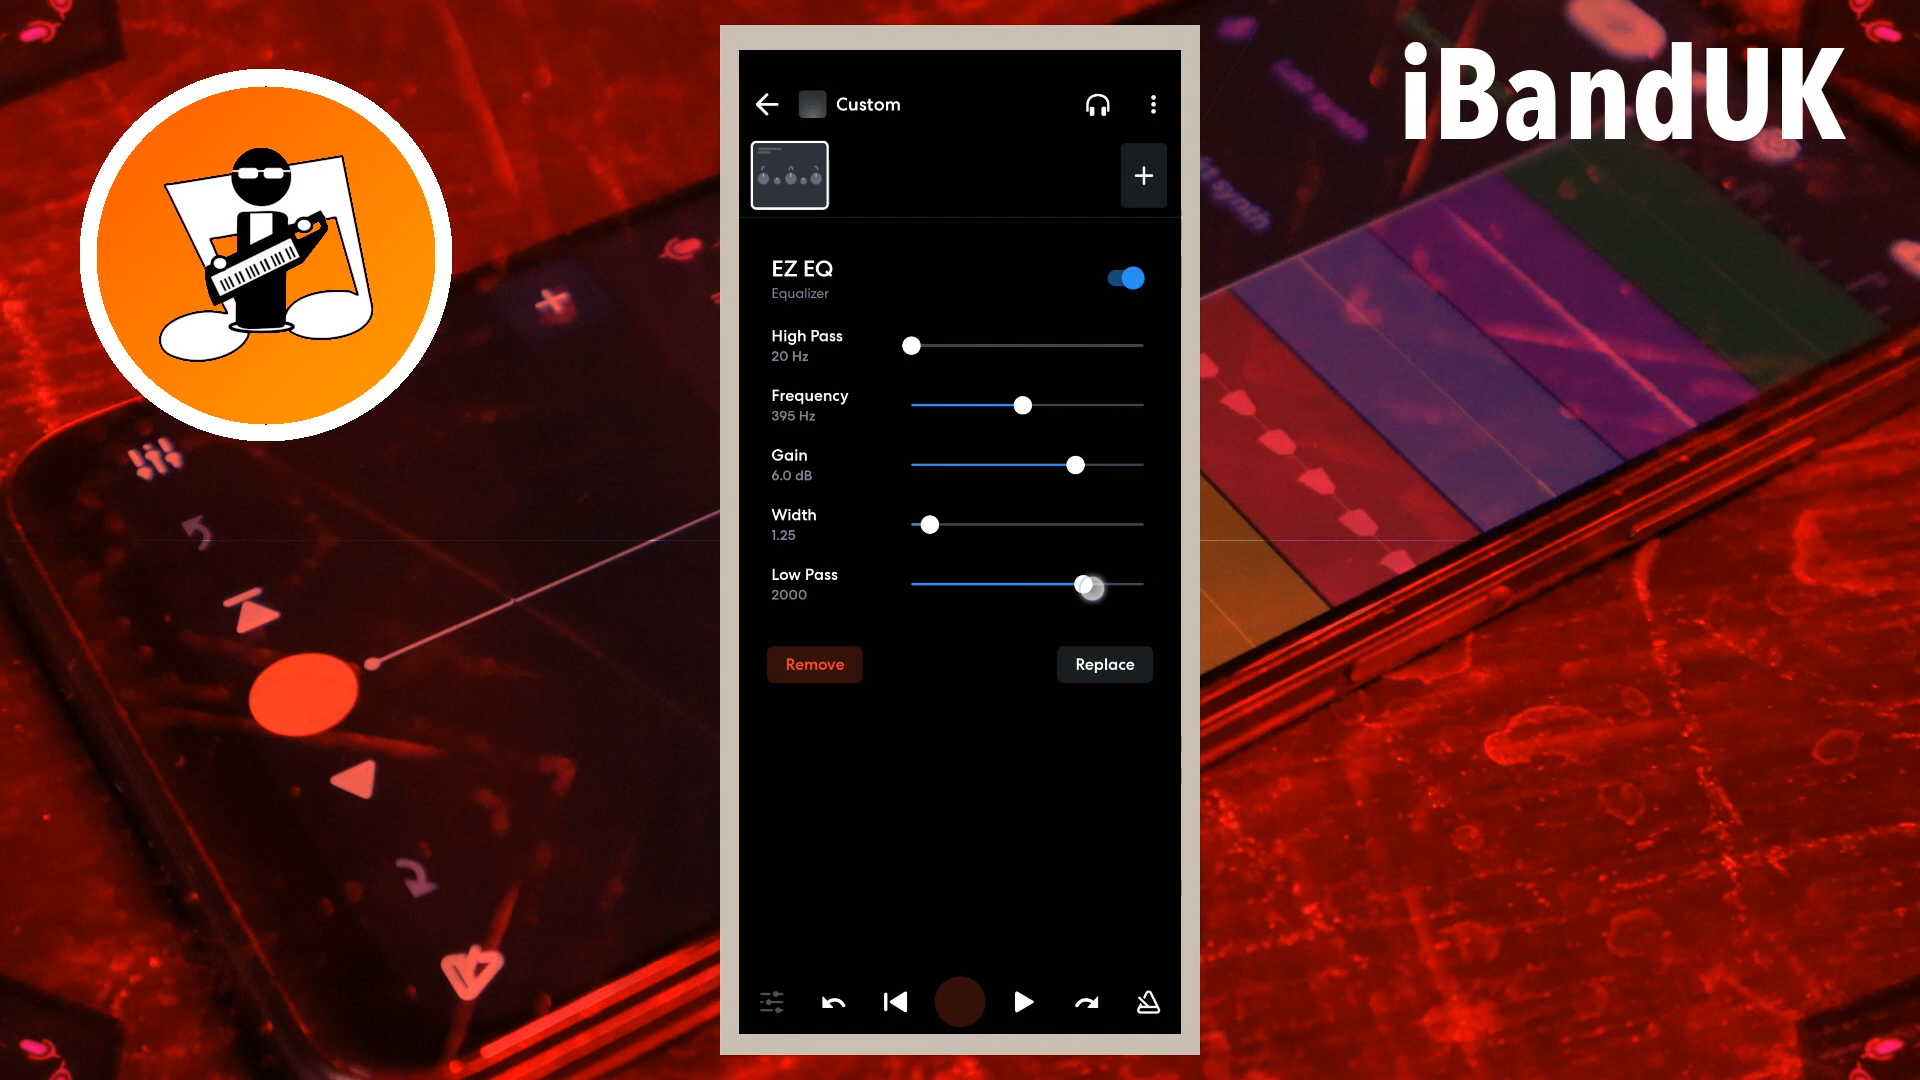 iBandUK
Custom
EZ EQ
Equalizer
High Pass
20 Hz
Frequency
395 Hz
Gain
6.0 dB
Width
1.25
Low Pass
2000
Remove
Replace